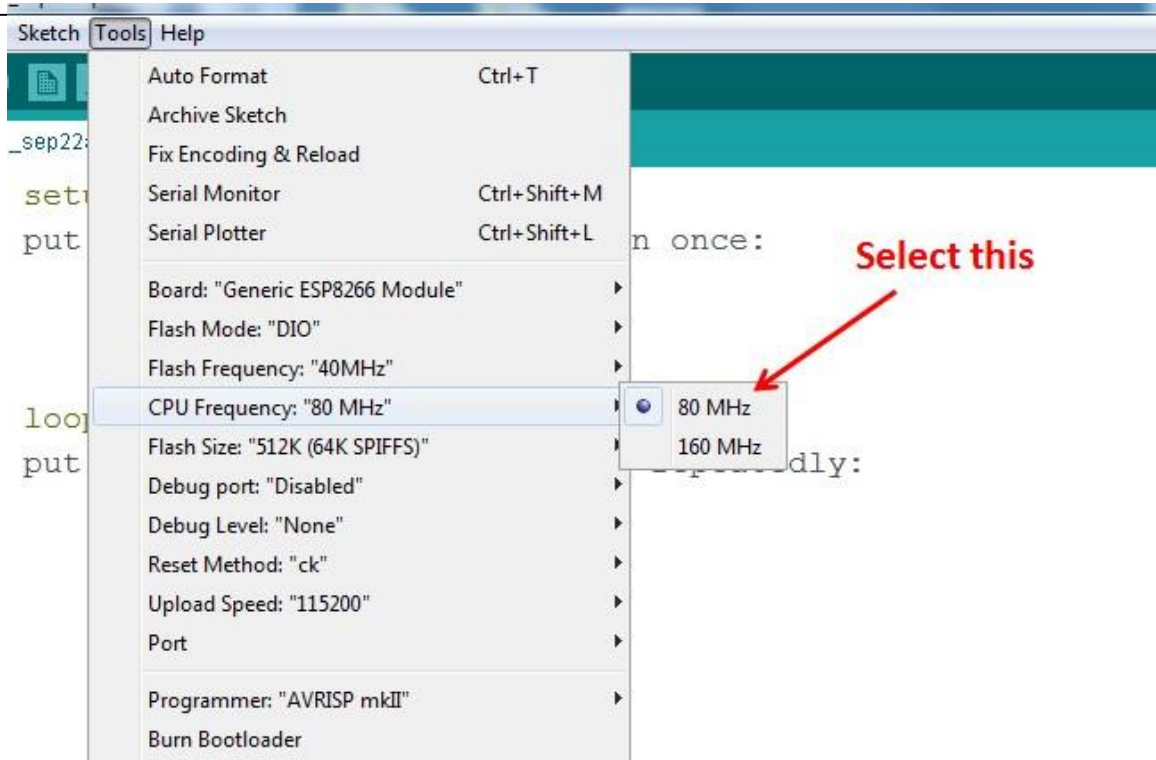 Sketch Tools Help
Auto Format Ctrl+T
Archive Sketch
_sep22
Fix Encoding & Reload
Serial Monitor Ctrl+Shift+M
Serial Plotter Ctrl+Shift+L
put n once:
Select this
Board: "Generic ESP8266 Module"
Flash Mode: "DIO"
Flash Frequency: "40MHz"
CPU Frequency: "80 MHz"
80 MHz
160 MHz
Flash Size: "512K (64K SPIFFS)"
put
Debug port: "Disabled"
Debug Level: "None"
Reset Method: "ck"
Upload Speed: "115200"
Port
Programmer: "AVRISP mkII"
Burn Bootloader